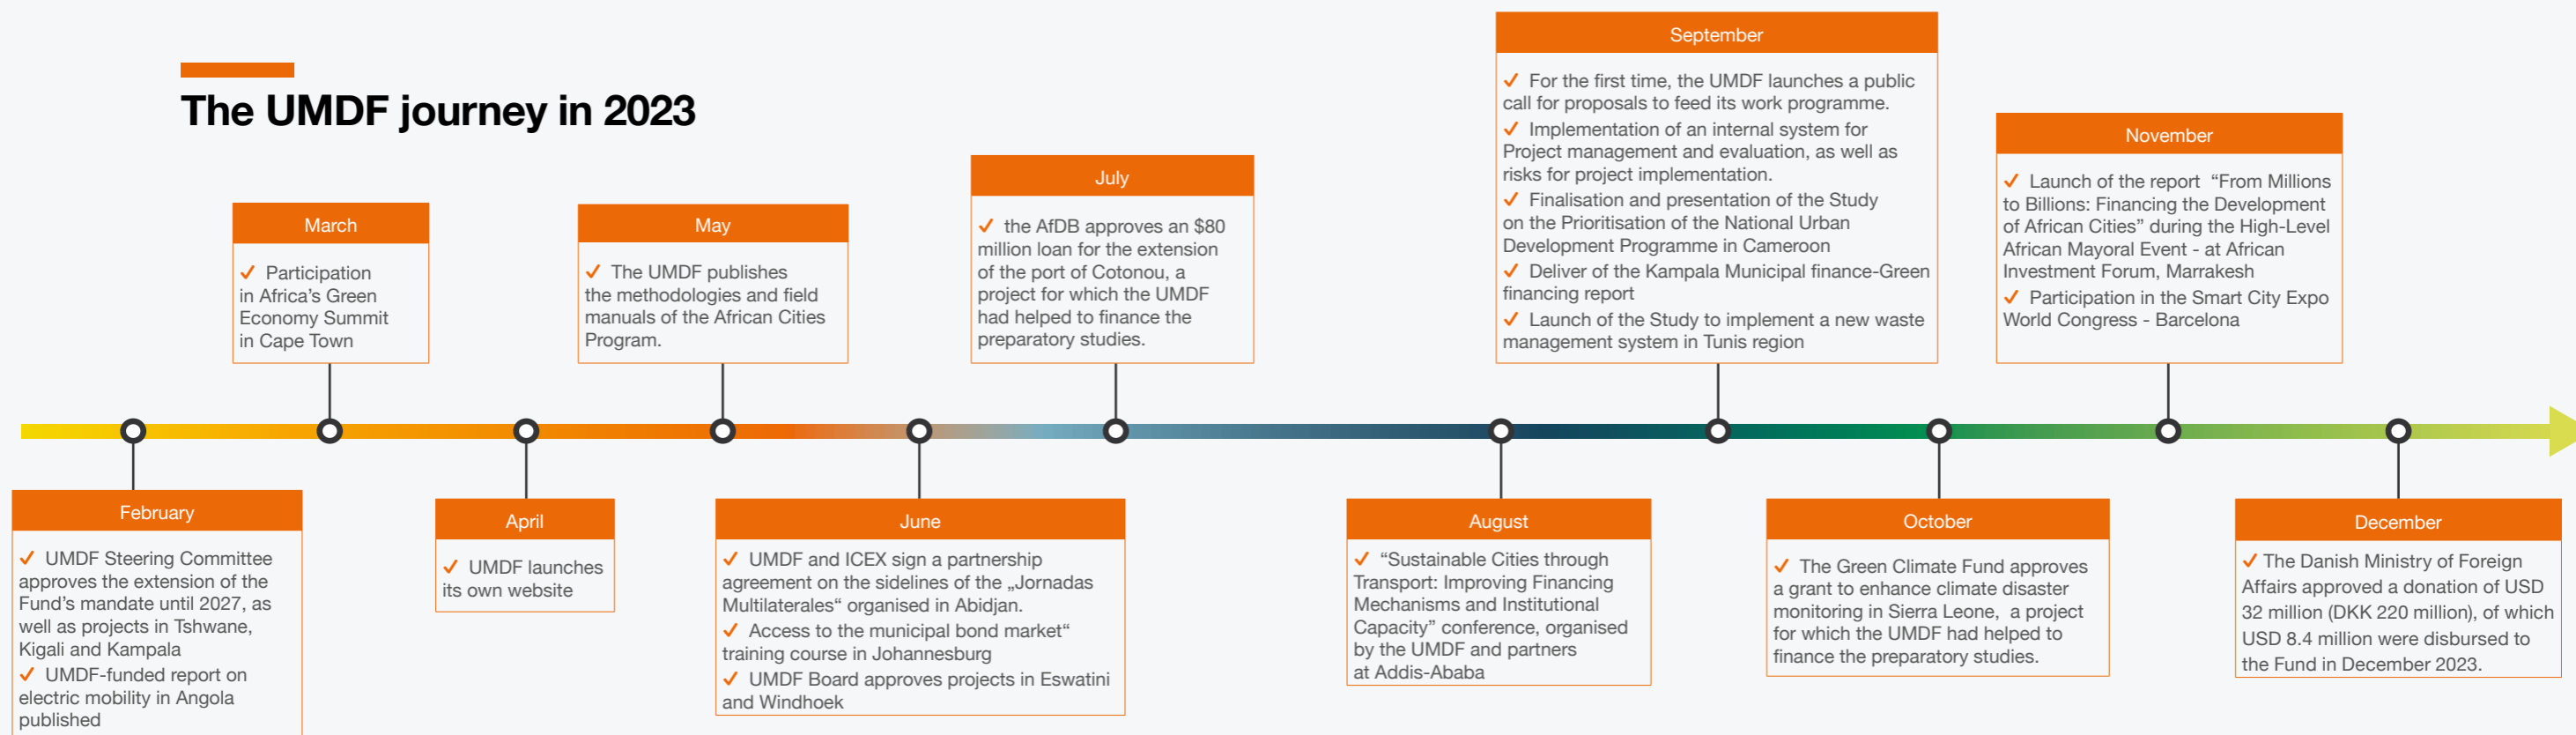 The UMDF journey in 2023
February
✓ UMDF Steering Committee
approves the extension of the
Fund's mandate until 2027, as
well as projects in Tshwane,
Kigali and Kampala
✓ UMDF-funded report on
electric mobility in Angola
published
March
✓ Participation
in Africa's Green
Economy Summit
in Cape Town
April
✓ UMDF launches
its own website
May
✓ The UMDF publishes
the methodologies and field
manuals of the African Cities
Program.
June
✓ UMDF and ICEX sign a partnership
agreement on the sidelines of the „Jornadas
Multilaterales“ organised in Abidjan.
✓ Access to the municipal bond market“
training course in Johannesburg
✓ UMDF Board approves projects in Eswatini
and Windhoek
July
✓ the AfDB approves an $80
million loan for the extension
of the port of Cotonou, a
project for which the UMDF
had helped to finance the
preparatory studies.
August
✓ “Sustainable Cities through
Transport: Improving Financing
Mechanisms and Institutional
Capacity” conference, organised
by the UMDF and partners
at Addis-Ababa
September
✓ For the first time, the UMDF launches a public
call for proposals to feed its work programme.
✓ Implementation of an internal system for
Project management and evaluation, as well as
risks for project implementation.
✓ Finalisation and presentation of the Study
on the Prioritisation of the National Urban
Development Programme in Cameroon
✓ Deliver of the Kampala Municipal finance-Green
financing report
✓ Launch of the Study to implement a new waste
management system in Tunis region
October
✓ The Green Climate Fund approves
a grant to enhance climate disaster
monitoring in Sierra Leone, a project
for which the UMDF had helped to
finance the preparatory studies.
November
✓ Launch of the report “From Millions
to Billions: Financing the Development
of African Cities” during the High-Level
African Mayoral Event - at African
Investment Forum, Marrakesh
✓ Participation in the Smart City Expo
World Congress - Barcelona
December
✓ The Danish Ministry of Foreign
Affairs approved a donation of USD
32 million (DKK 220 million), of which
USD 8.4 million were disbursed to
the Fund in December 2023.